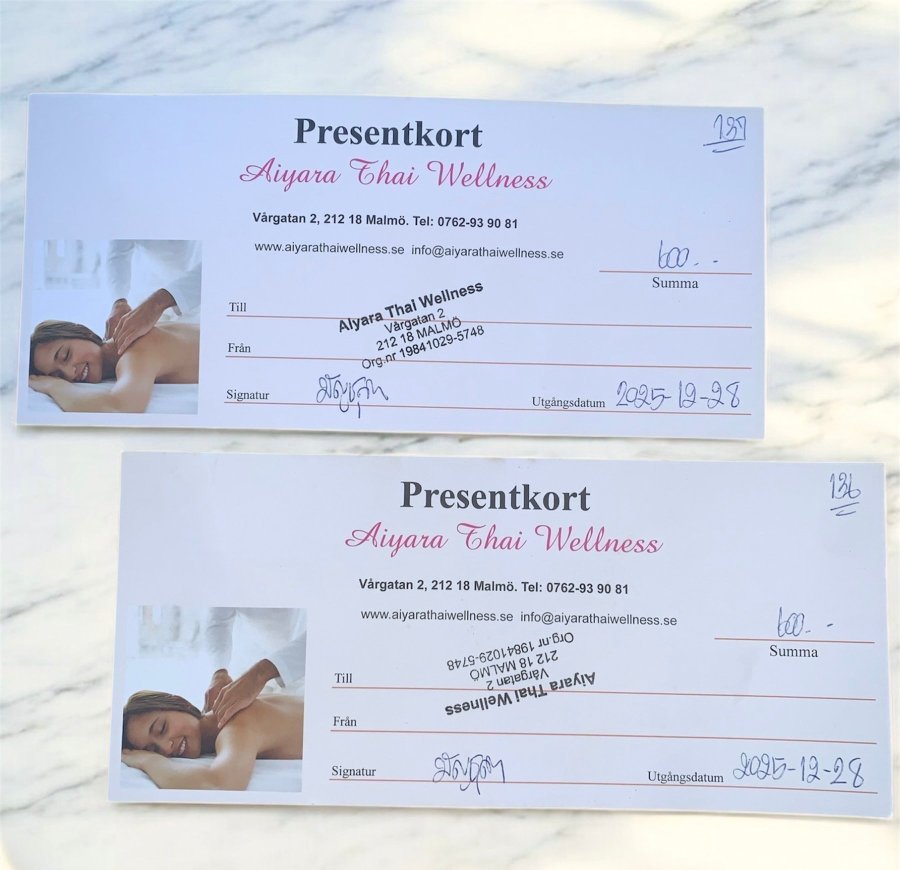 Presentkort
137
Aiyara Thai Wellness
Vårgatan 2, 212 18 Malmö. Tel: 0762-93 90 81
www.aiyarathaiwellness.se info@aiyarathaiwellness.se
600.-
Summa
Till
Aiyara Thai Wellness
Vårgatan 2
212 18 MALMÖ
Org.nr 19841029-5748
Från
Signatur
Utgångsdatum 2025-12-28
Presentkort
136
Aiyara Thai Wellness
Vårgatan 2, 212 18 Malmö. Tel: 0762-93 90 81
www.aiyarathaiwellness.se info@aiyarathaiwellness.se
600.-
Summa
Till
Aiyara Thai Wellness
Vårgatan 2
212 18 MALMÖ
Org.nr 19841029-5748
Från
Signatur
Utgångsdatum 2025-12-28